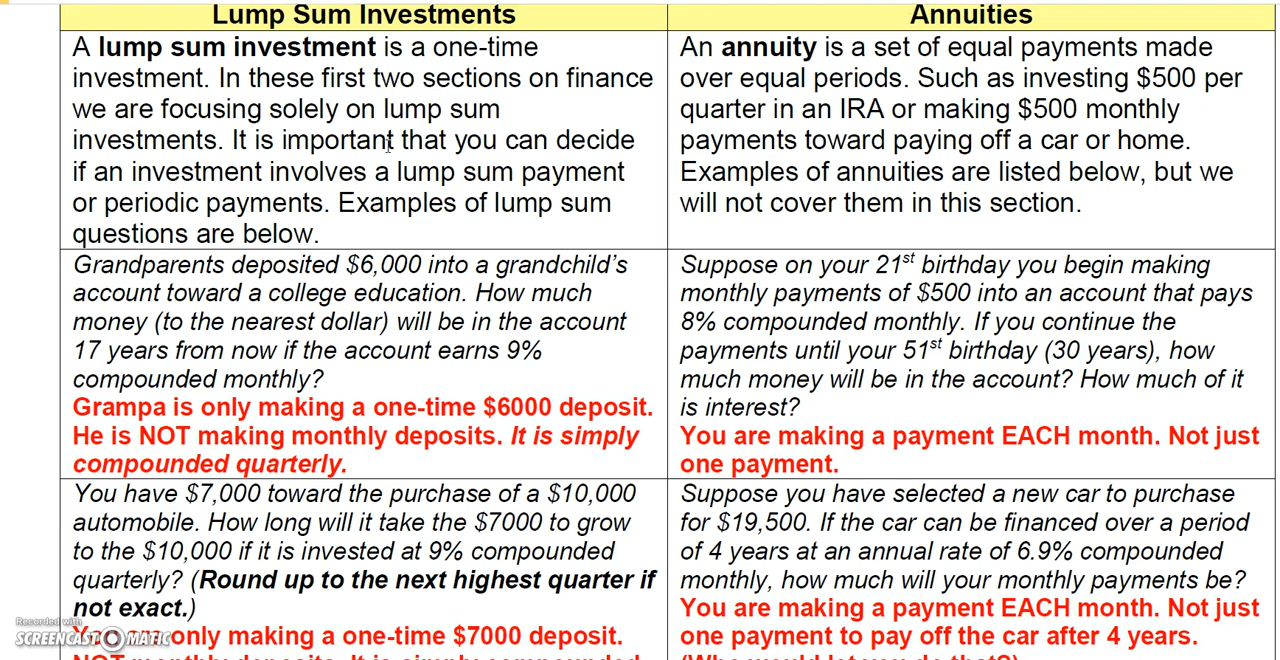 Lump Sum Investments
A lump sum investment is a one-time
investment. In these first two sections on finance
we are focusing solely on lump sum
investments. It is important that you can decide
if an investment involves a lump sum payment
or periodic payments. Examples of lump sum
questions are below.
Annuities
An annuity is a set of equal payments made
over equal periods. Such as investing $500 per
quarter in an IRA or making $500 monthly
payments toward paying off a car or home.
Examples of annuities are listed below, but we
will not cover them in this section.
Grandparents deposited $6,000 into a grandchild's
account toward a college education. How much
money (to the nearest dollar) will be in the account
17 years from now if the account earns 9%
compounded monthly?
Grampa is only making a one-time $6000 deposit.
He is NOT making monthly deposits. It is simply
compounded quarterly.
Suppose on your 21st birthday you begin making
monthly payments of $500 into an account that pays
8% compounded monthly. If you continue the
payments until your 51st birthday (30 years), how
much money will be in the account? How much of it
is interest?
You are making a payment EACH month. Not just
one payment.
You have $7,000 toward the purchase of a $10,000
automobile. How long will it take the $7000 to grow
to the $10,000 if it is invested at 9% compounded
quarterly? (Round up to the next highest quarter if
not exact.)
only making a one-time $7000 deposit.
Suppose you have selected a new car to purchase
for $19,500. If the car can be financed over a period
of 4 years at an annual rate of 6.9% compounded
monthly, how much will your monthly payments be?
You are making a payment EACH month. Not just
one payment to pay off the car after 4 years.
Recorded with
SCREENCAST-O-MATIC